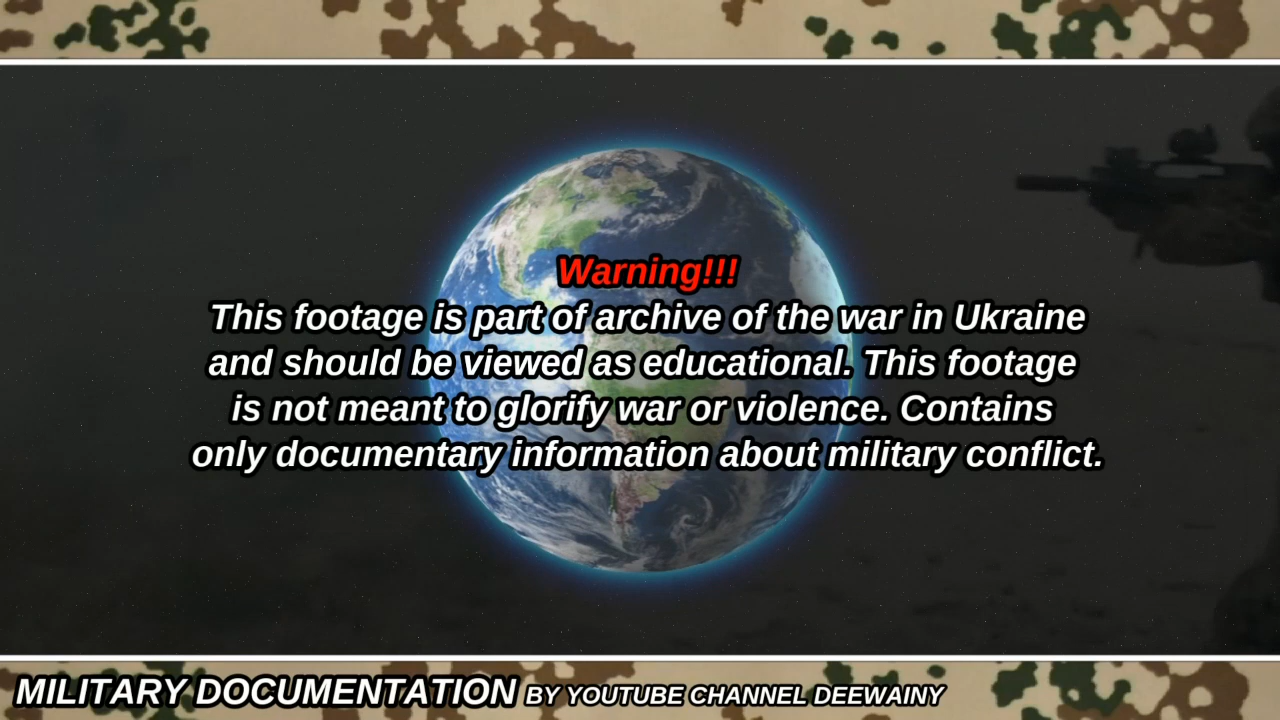 Warning!!!
This footage is part of archive of the war in Ukraine
and should be viewed as educational. This footage
is not meant to glorify war or violence. Contains
only documentary information about military conflict.
MILITARY DOCUMENTATION BY YOUTUBE CHANNEL DEEWAINY